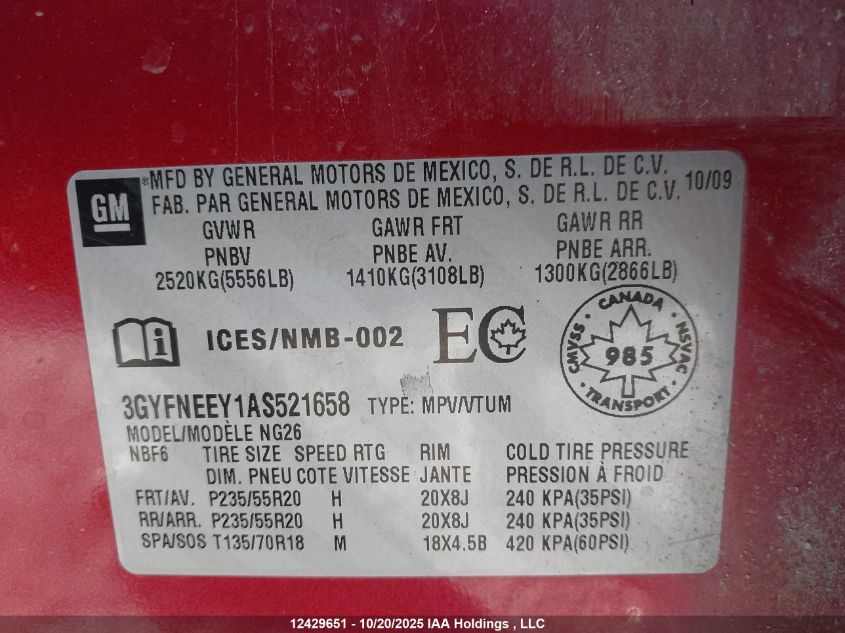 GM
®MFD BY GENERAL MOTORS DE MEXICO, S. DE R.L. DE C.V. 10/09
FAB. PAR GENERAL MOTORS DE MEXICO, S. DE R.L. DE C.V.
GVWR GAWR FRT GAWR RR
PNBV PNBE AV. PNBE ARR.
2520KG(5556LB) 1410KG(3108LB) 1300KG(2866LB)
i ICES/NMB-002 EC
CANADA
CMVSS 985 NSVAC
TRANSPORT
3GYFNEEY1AS521658 TYPE: MPV/VTUM
MODEL/MODÈLE NG26
NBF6 TIRE SIZE SPEED RTG RIM COLD TIRE PRESSURE
DIM. PNEU COTE VITESSE JANTE PRESSION À FROID
FRT/AV. P235/55R20 H 20X8J 240 KPA(35PSI)
RR/ARR. P235/55R20 H 20X8J 240 KPA(35PSI)
SPA/SOS T135/70R18 M 18X4.5B 420 KPA(60PSI)
12429651 - 10/20/2025 IAA Holdings , LLC